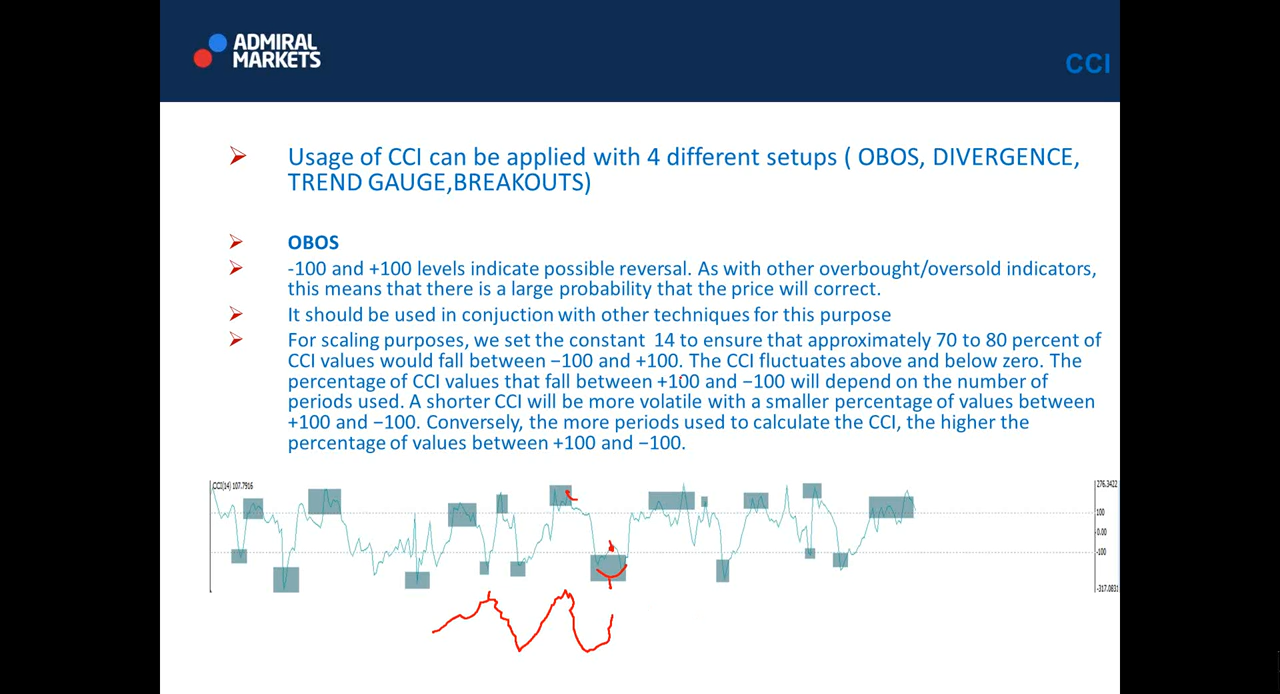 ADMIRAL
MARKETS
CCI
Usage of CCI can be applied with 4 different setups ( OBOS, DIVERGENCE,
TREND GAUGE,BREAKOUTS)
OBOS
-100 and +100 levels indicate possible reversal. As with other overbought/oversold indicators,
this means that there is a large probability that the price will correct.
It should be used in conjuction with other techniques for this purpose
For scaling purposes, we set the constant 14 to ensure that approximately 70 to 80 percent of
CCI values would fall between −100 and +100. The CCI fluctuates above and below zero. The
percentage of CCI values that fall between +100 and −100 will depend on the number of
periods used. A shorter CCI will be more volatile with a smaller percentage of values between
+100 and −100. Conversely, the more periods used to calculate the CCI, the higher the
percentage of values between +100 and −100.
CCI(14) 107.7916
276.3422
100
0.00
-100
-317.0831